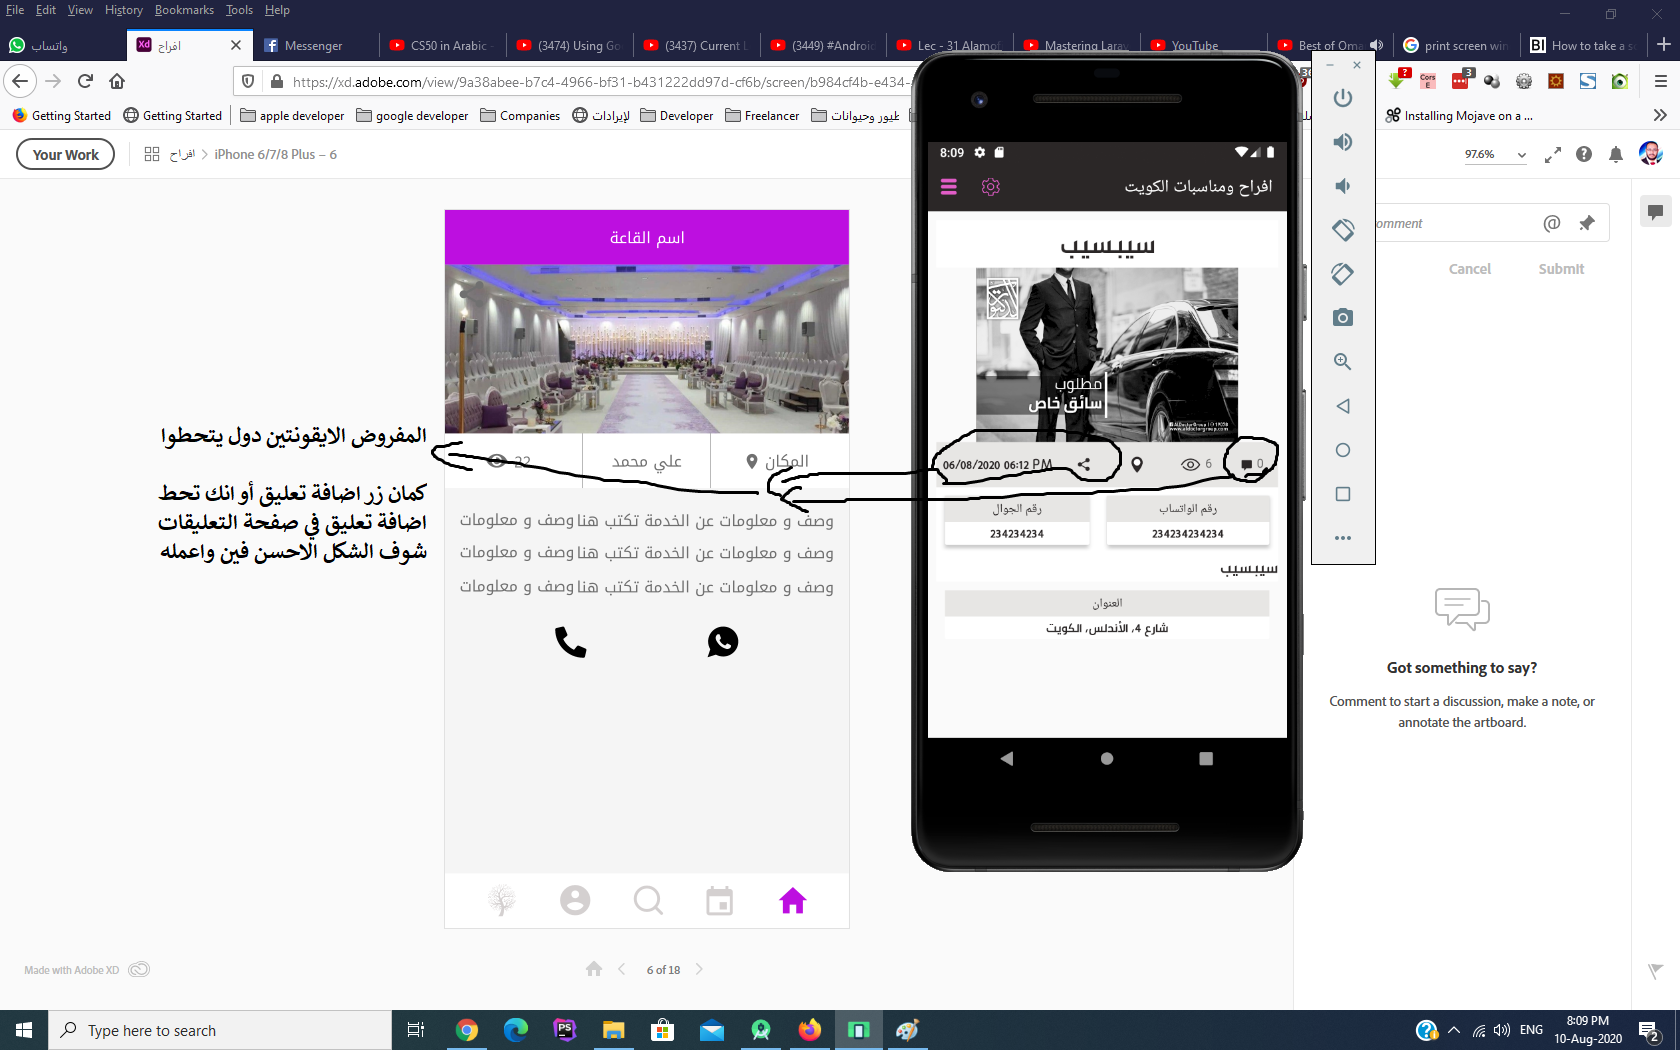 File Edit View History Bookmarks Tools Help
واتساب
افراح
Messenger
CS50 in Arabic -
(3474) Using Go
(3437) Current L
(3449) #Android
Lec - 31 Alamof
Mastering Larav
YouTube
Best of Oma
print screen win
How to take a s
https://xd.adobe.com/view/9a38abee-b7c4-4966-bf31-b431222dd97d-cf6b/screen/b984cf4b-e434-
Getting Started
Getting Started
apple developer
google developer
Companies
لإيرادات
Developer
Freelancer
طيور وحيوانات
Installing Mojave on a ...
Your Work
افراح > iPhone 6/7/8 Plus – 6
97.6%
اسم القاعة
المكان
علي محمد
22
وصف و معلومات عن الخدمة تكتب هنا وصف و معلومات
وصف و معلومات عن الخدمة تكتب هنا وصف و معلومات
وصف و معلومات عن الخدمة تكتب هنا وصف و معلومات
المفروض الايقونتين دول يتحطوا
كمان زر اضافة تعليق أو انك تحط
اضافة تعليق في صفحة التعليقات
شوف الشكل الاحسن فين واعمله
8:09
افراح ومناسبات الكويت
سيبسيب
مطلوب
سائق خاص
06/08/2020 06:12 PM
6
0
رقم الواتساب
رقم الجوال
234234234234
234234234
سيبسيب
العنوان
شارع 4، الأندلس، الكويت
omment
@
Cancel
Submit
Got something to say?
Comment to start a discussion, make a note, or
annotate the artboard.
Made with Adobe XD
6 of 18
Type here to search
ENG
8:09 PM
10-Aug-2020
2